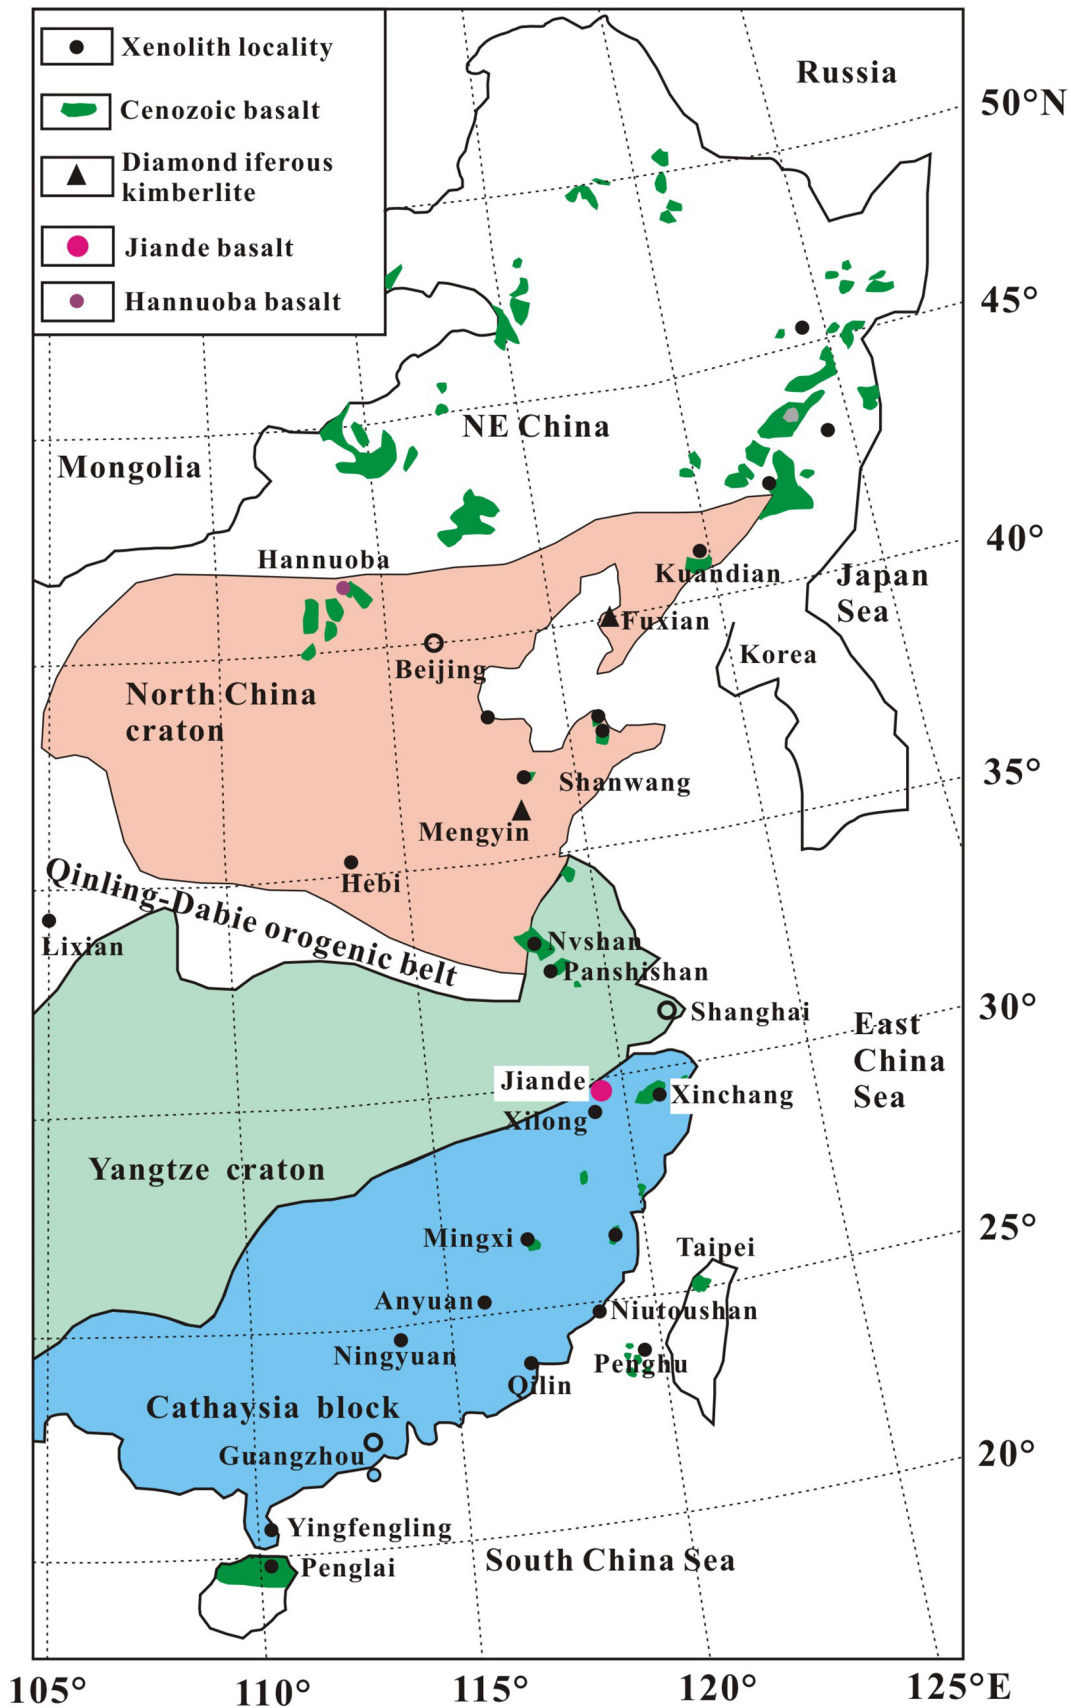 Xenolith locality
Cenozoic basalt
Diamond iferous
kimberlite
Jiande basalt
Hannuoba basalt
Russia
50°N
45°
NE China
Mongolia
40°
Hannuoba
Kuandian
Japan
Sea
Fuxian
Beijing
Korea
North China
craton
35°
Shanwang
Mengyin
Hebi
Qinling-Dabie orogenic belt
Lixian
Nvshan
Panshishan
30°
Shanghai
East
China
Sea
Jiande
Xinchang
Xilong
Yangtze craton
25°
Mingxi
Taipei
Anyuan
Niutoushan
Ningyuan
Penghu
Qilin
Cathaysia block
Guangzhou
20°
Yingfengling
South China Sea
Penglai
105°
110°
115°
120°
125°E